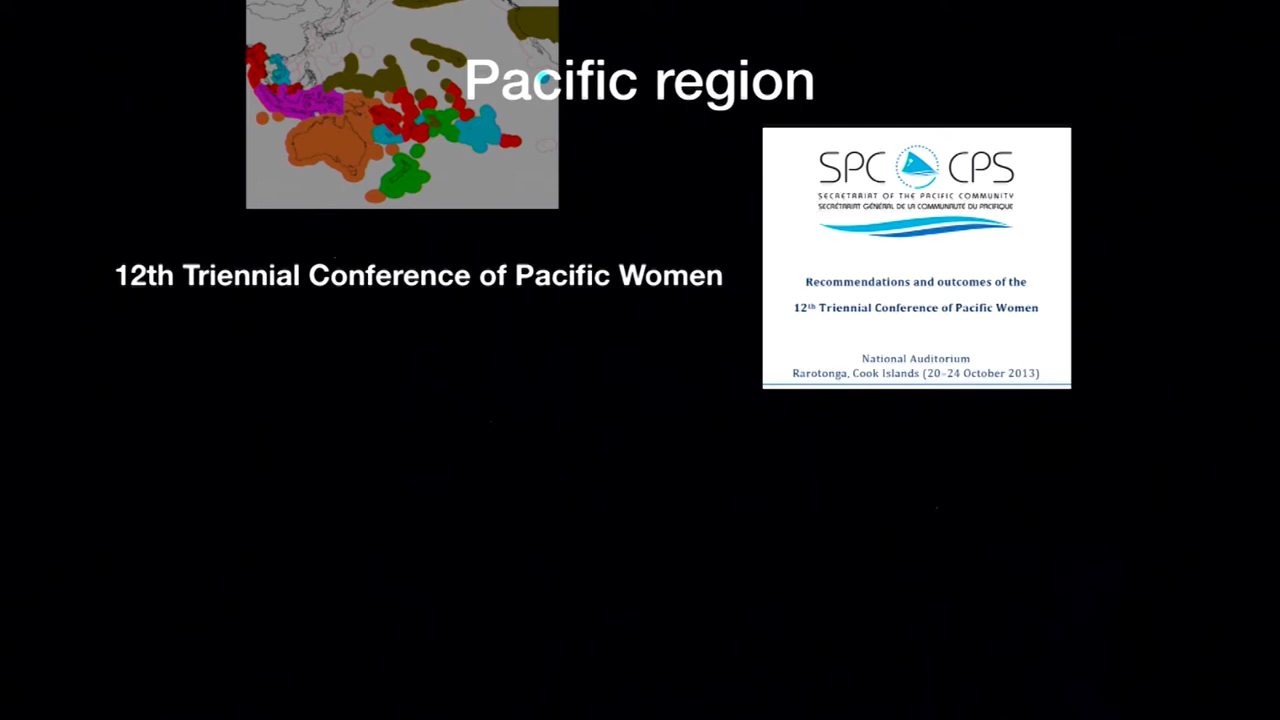 Pacific region
12th Triennial Conference of Pacific Women
SPC CPS
SECRETARIAT OF THE PACIFIC COMMUNITY
SECRÉTARIAT GÉNÉRAL DE LA COMMUNAUTÉ DU PACIFIQUE
Recommendations and outcomes of the
12th Triennial Conference of Pacific Women
National Auditorium
Rarotonga, Cook Islands (20–24 October 2013)